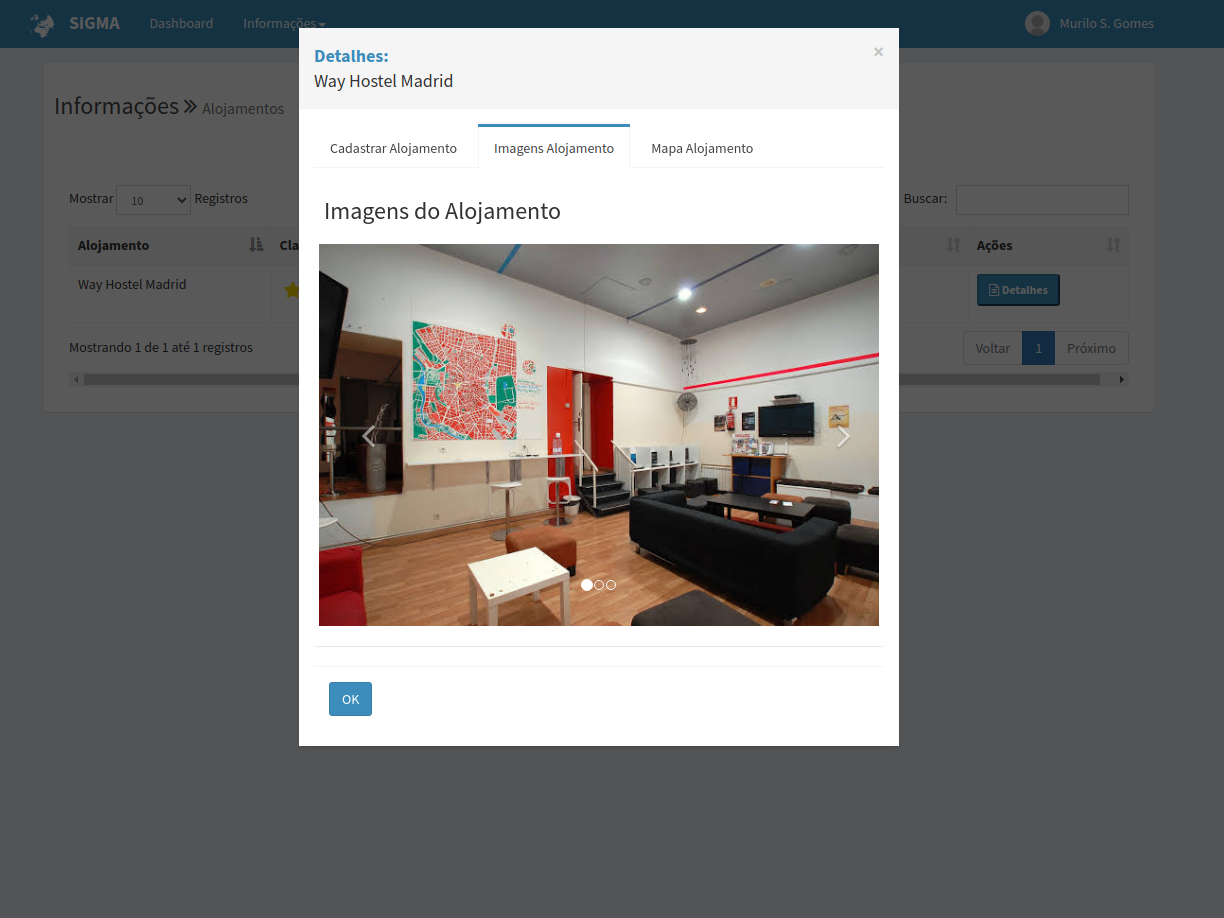 SIGMA Dashboard Informações Murilo S. Gomes
Detalhes: ×
Way Hostel Madrid
Informações Alojamentos
Cadastrar Alojamento Imagens Alojamento Mapa Alojamento
Mostrar 10 Registros Buscar:
Imagens do Alojamento
Alojamento Cla Ações
Way Hostel Madrid Detalhes
Mostrando 1 de 1 até 1 registros Voltar 1 Próximo
OK